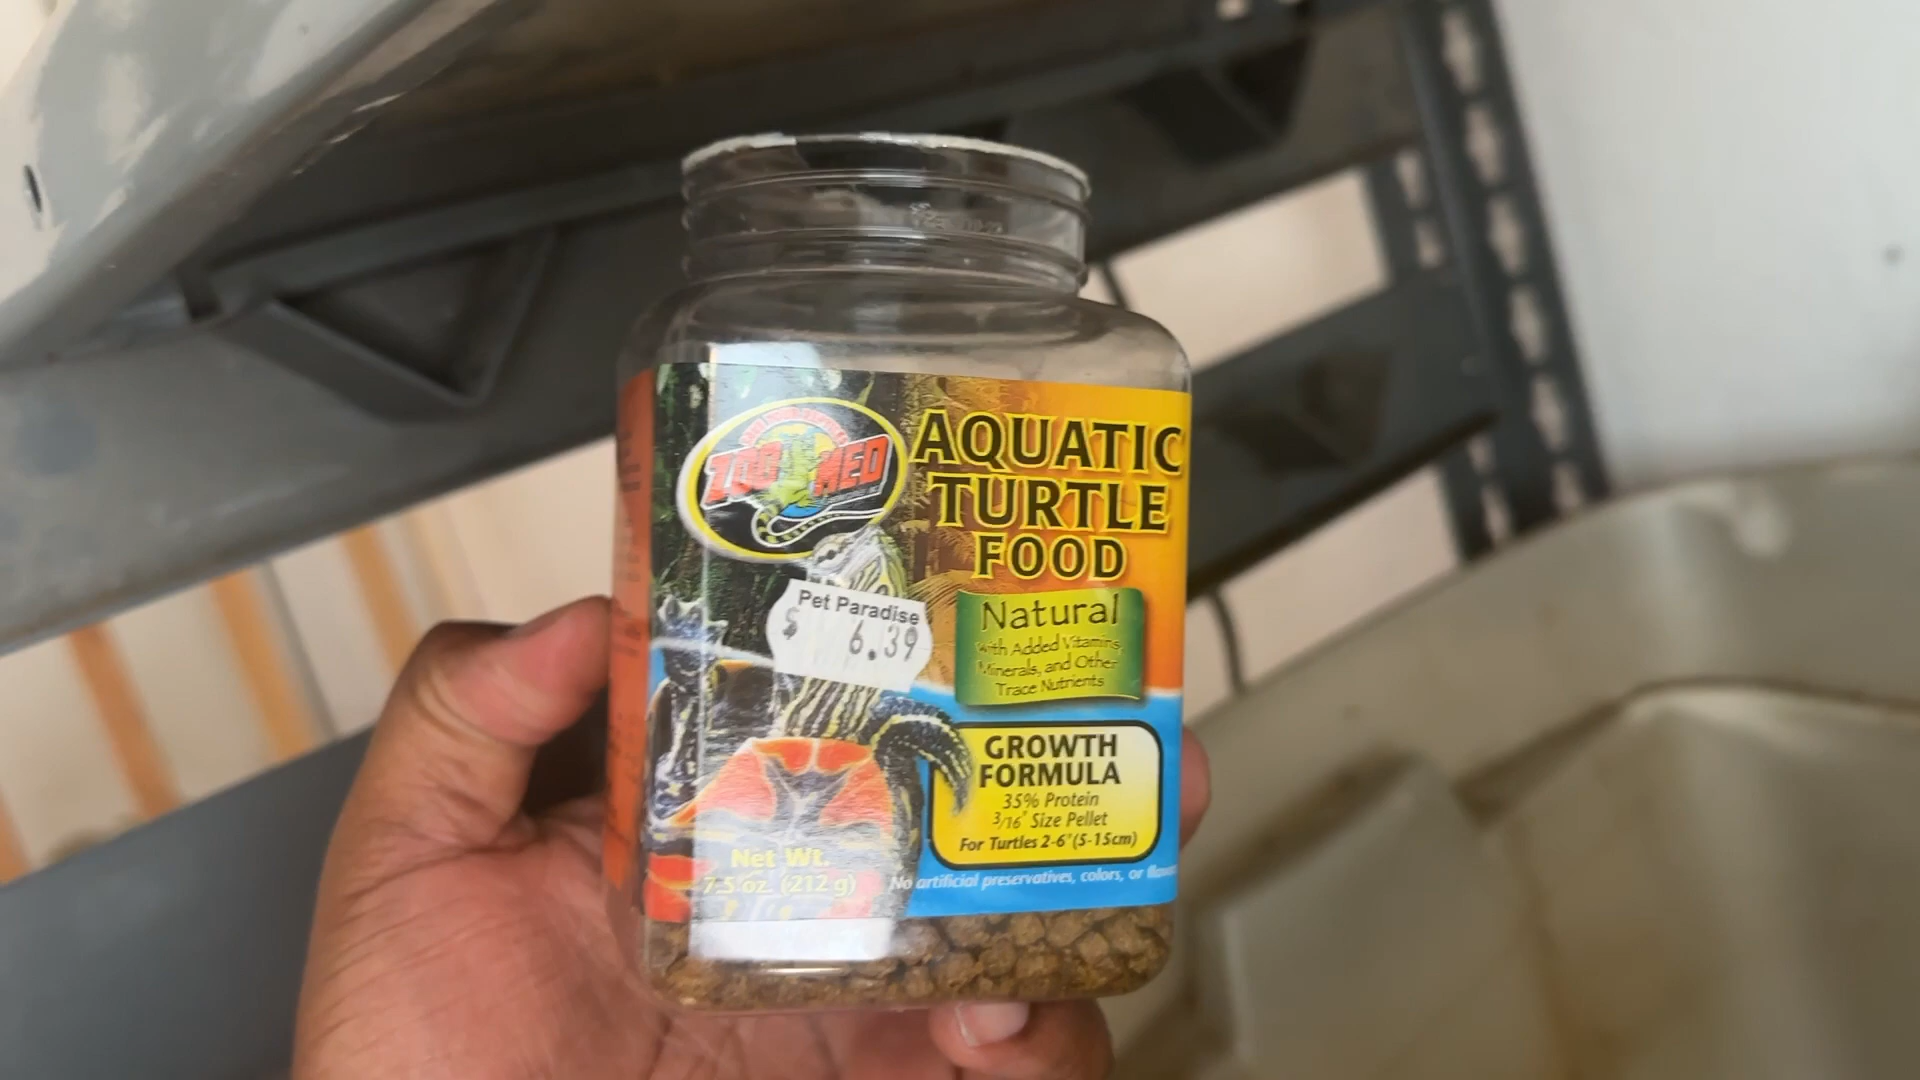 ZOO MED
AQUATIC
TURTLE
FOOD
Pet Paradise
$ 6.39
Natural
with Added Vitamins,
Minerals, and Other
Trace Nutrients
GROWTH
FORMULA
35% Protein
3/16" Size Pellet
For Turtles 2-6" (5-15cm)
Net Wt.
7.5 oz. (212 g)
No artificial preservatives, colors, or